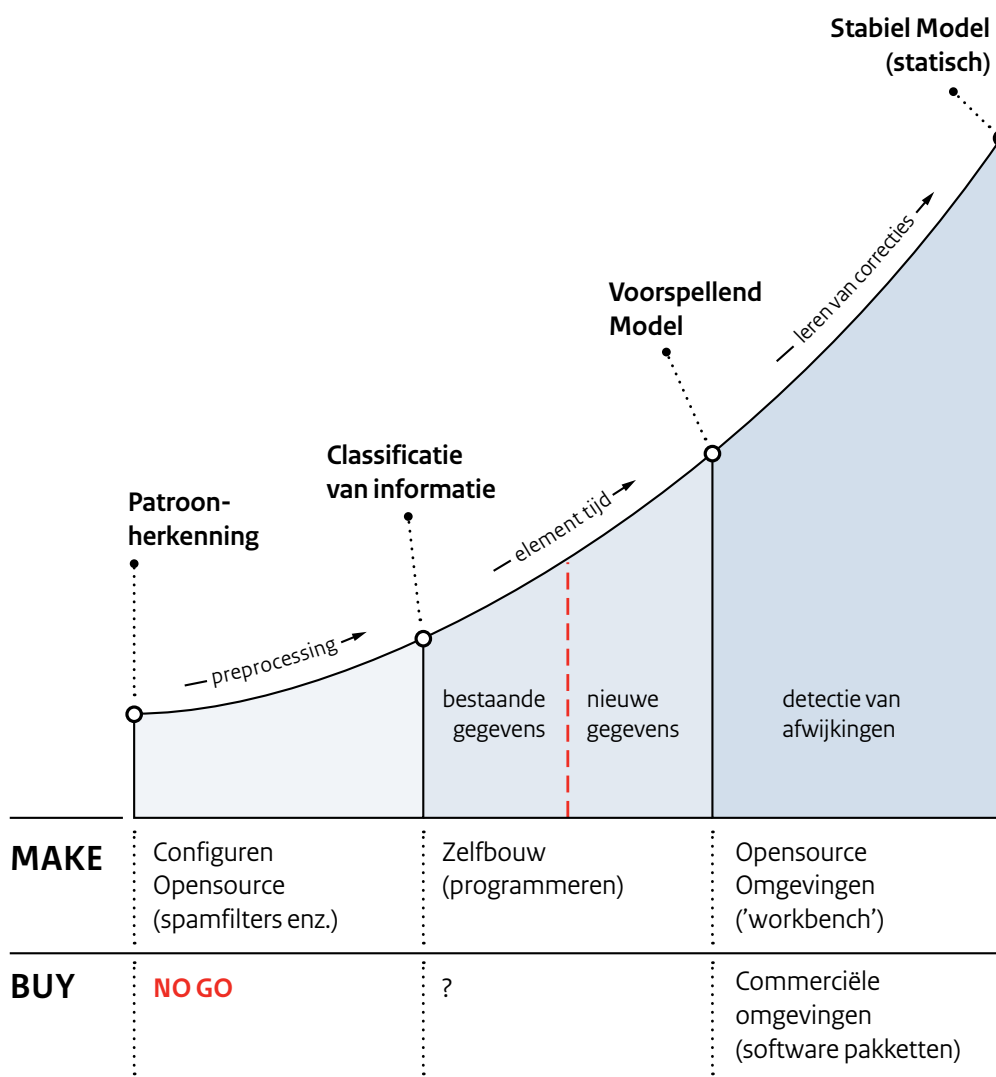 Stabiel Model
(statisch)
leren van correcties
Voorspellend
Model
Classificatie
van informatie
element tijd
Patroon-
herkenning
preprocessing
bestaande
gegevens
nieuwe
gegevens
detectie van
afwijkingen
MAKE
Configuren
Opensource
(spamfilters enz.)
Zelfbouw
(programmeren)
Opensource
Omgevingen
('workbench')
BUY
NO GO
?
Commerciële
omgevingen
(software pakketten)